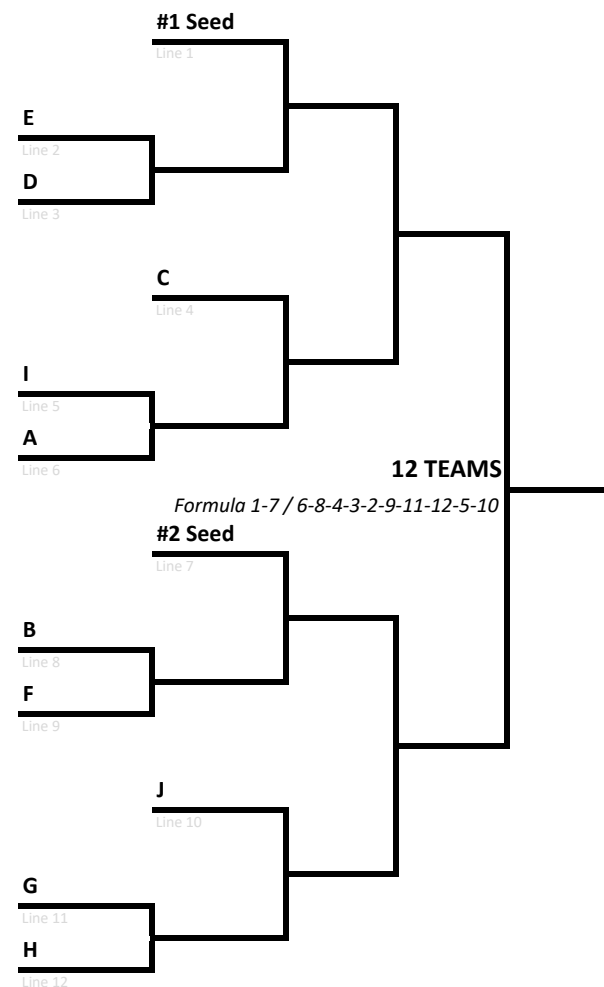 #1 Seed
Line 1
E
Line 2
D
Line 3
C
Line 4
I
Line 5
A
Line 6
12 TEAMS
Formula 1-7 / 6-8-4-3-2-9-11-12-5-10
#2 Seed
Line 7
B
Line 8
F
Line 9
J
Line 10
G
Line 11
H
Line 12